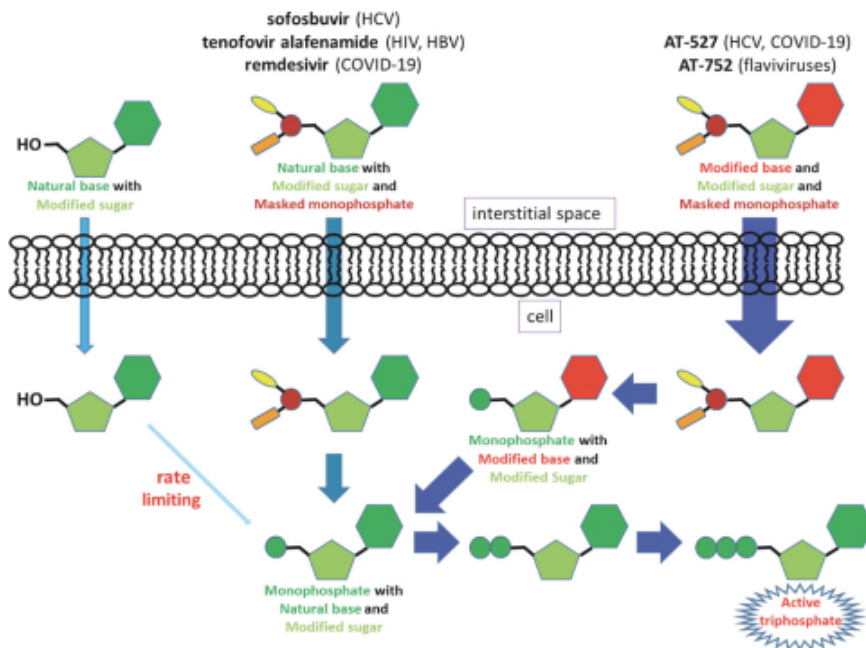 sofosbuvir (HCV)
tenofovir alafenamide (HIV, HBV)
remdesivir (COVID-19)
AT-527 (HCV, COVID-19)
AT-752 (flaviviruses)
HO
Natural base with
Modified sugar
Natural base with
Modified sugar and
Masked monophosphate
Modified base and
Modified sugar and
Masked monophosphate
interstitial space
cell
HO
rate
limiting
Monophosphate with
Modified base and
Modified Sugar
Monophosphate with
Natural base and
Modified sugar
Active
triphosphate